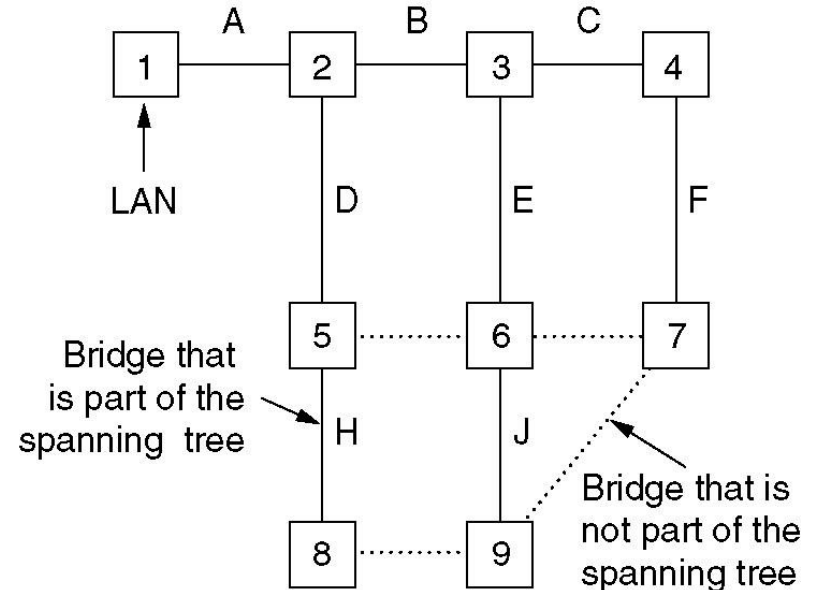 A B C
1 2 3 4
LAN D E F
5 6 7
Bridge that
is part of the
spanning tree
H J
Bridge that is
not part of the
spanning tree
8 9